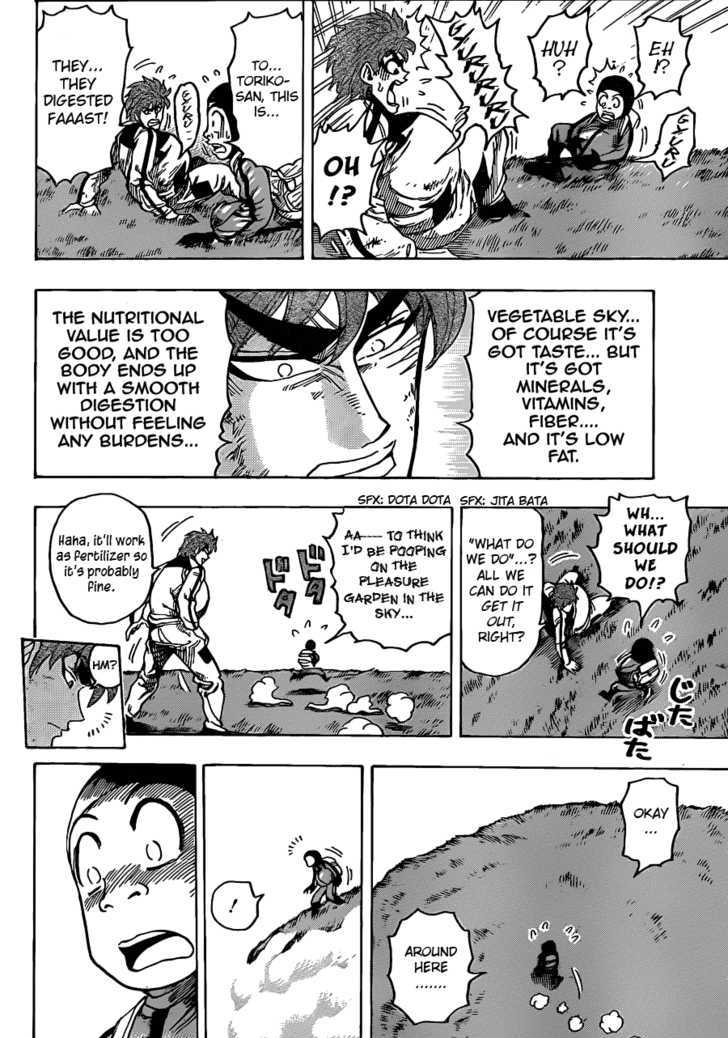 EH
!?
HUH
?
GYURURU
GYURU
OH
!?
TO...
TORIKO-
SAN, THIS
IS...
GYURU
THEY...
THEY
DIGESTED
FAAAST!
VEGETABLE SKY...
OF COURSE IT'S
GOT TASTE... BUT
IT'S GOT
MINERALS,
VITAMINS,
FIBER....
AND IT'S LOW
FAT.
THE NUTRITIONAL
VALUE IS TOO
GOOD, AND THE
BODY ENDS UP
WITH A SMOOTH
DIGESTION
WITHOUT FEELING
ANY BURDENS...
SFX: JITA BATA
WH...
WHAT
SHOULD
WE
DO!?
"WHAT DO
WE DO"...?
ALL WE
CAN DO IT
GET IT
OUT,
RIGHT?
じた
ばた
SFX: DOTA DOTA
AA— TO THINK
I'D BE POOPING
ON THE
PLEASURE
GARDEN IN THE
SKY...
ドタ
ドタ
Haha, it'll work
as fertilizer so
it's probably
fine.
HM?
OKAY
...
AROUND
HERE
.......
!